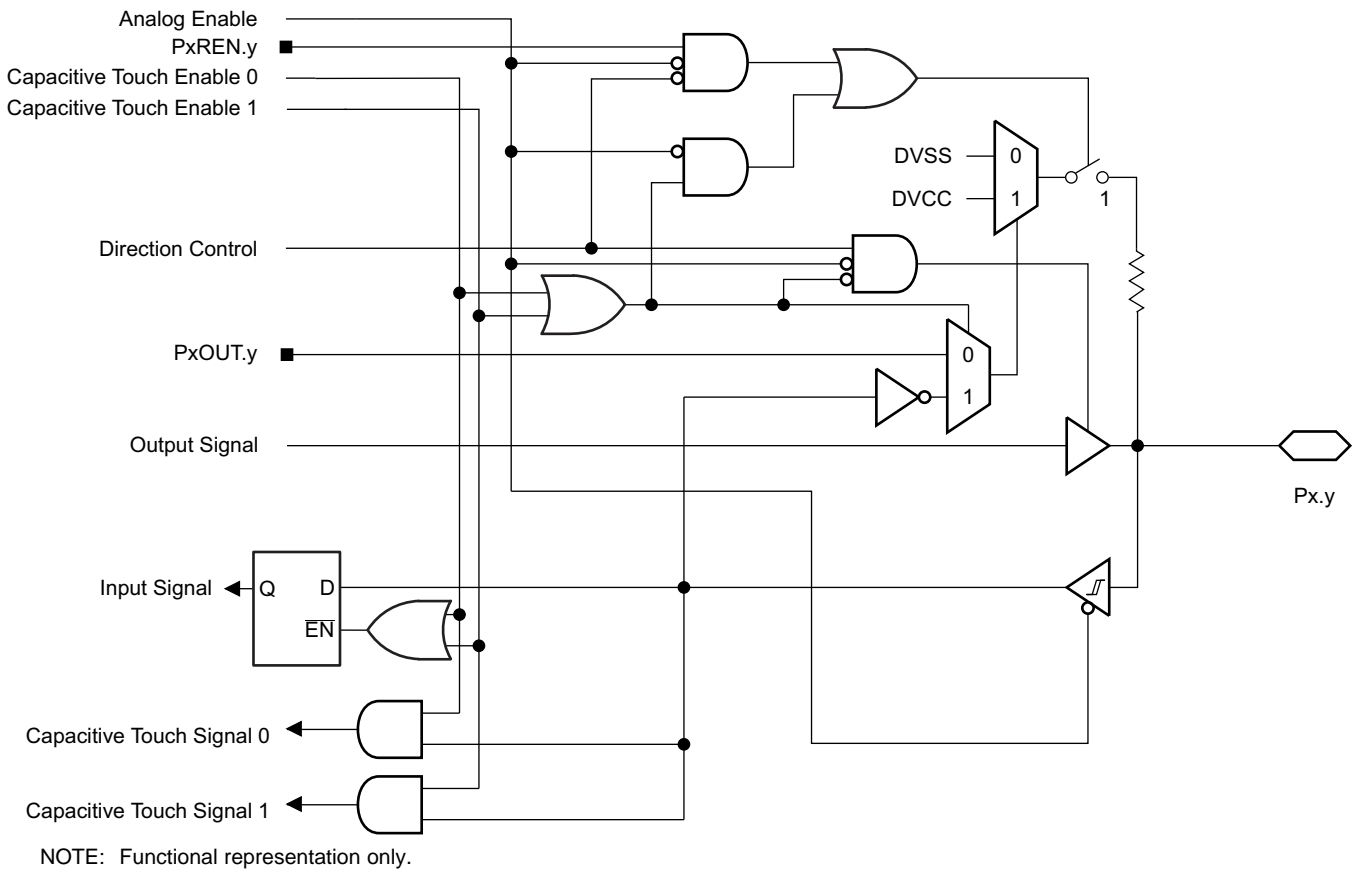 Analog Enable
PxREN.y
Capacitive Touch Enable 0
Capacitive Touch Enable 1
DVSS
0
DVCC
1
1
Direction Control
PxOUT.y
0
1
Output Signal
Px.y
Input Signal
Q
D
EN
Capacitive Touch Signal 0
Capacitive Touch Signal 1
NOTE: Functional representation only.